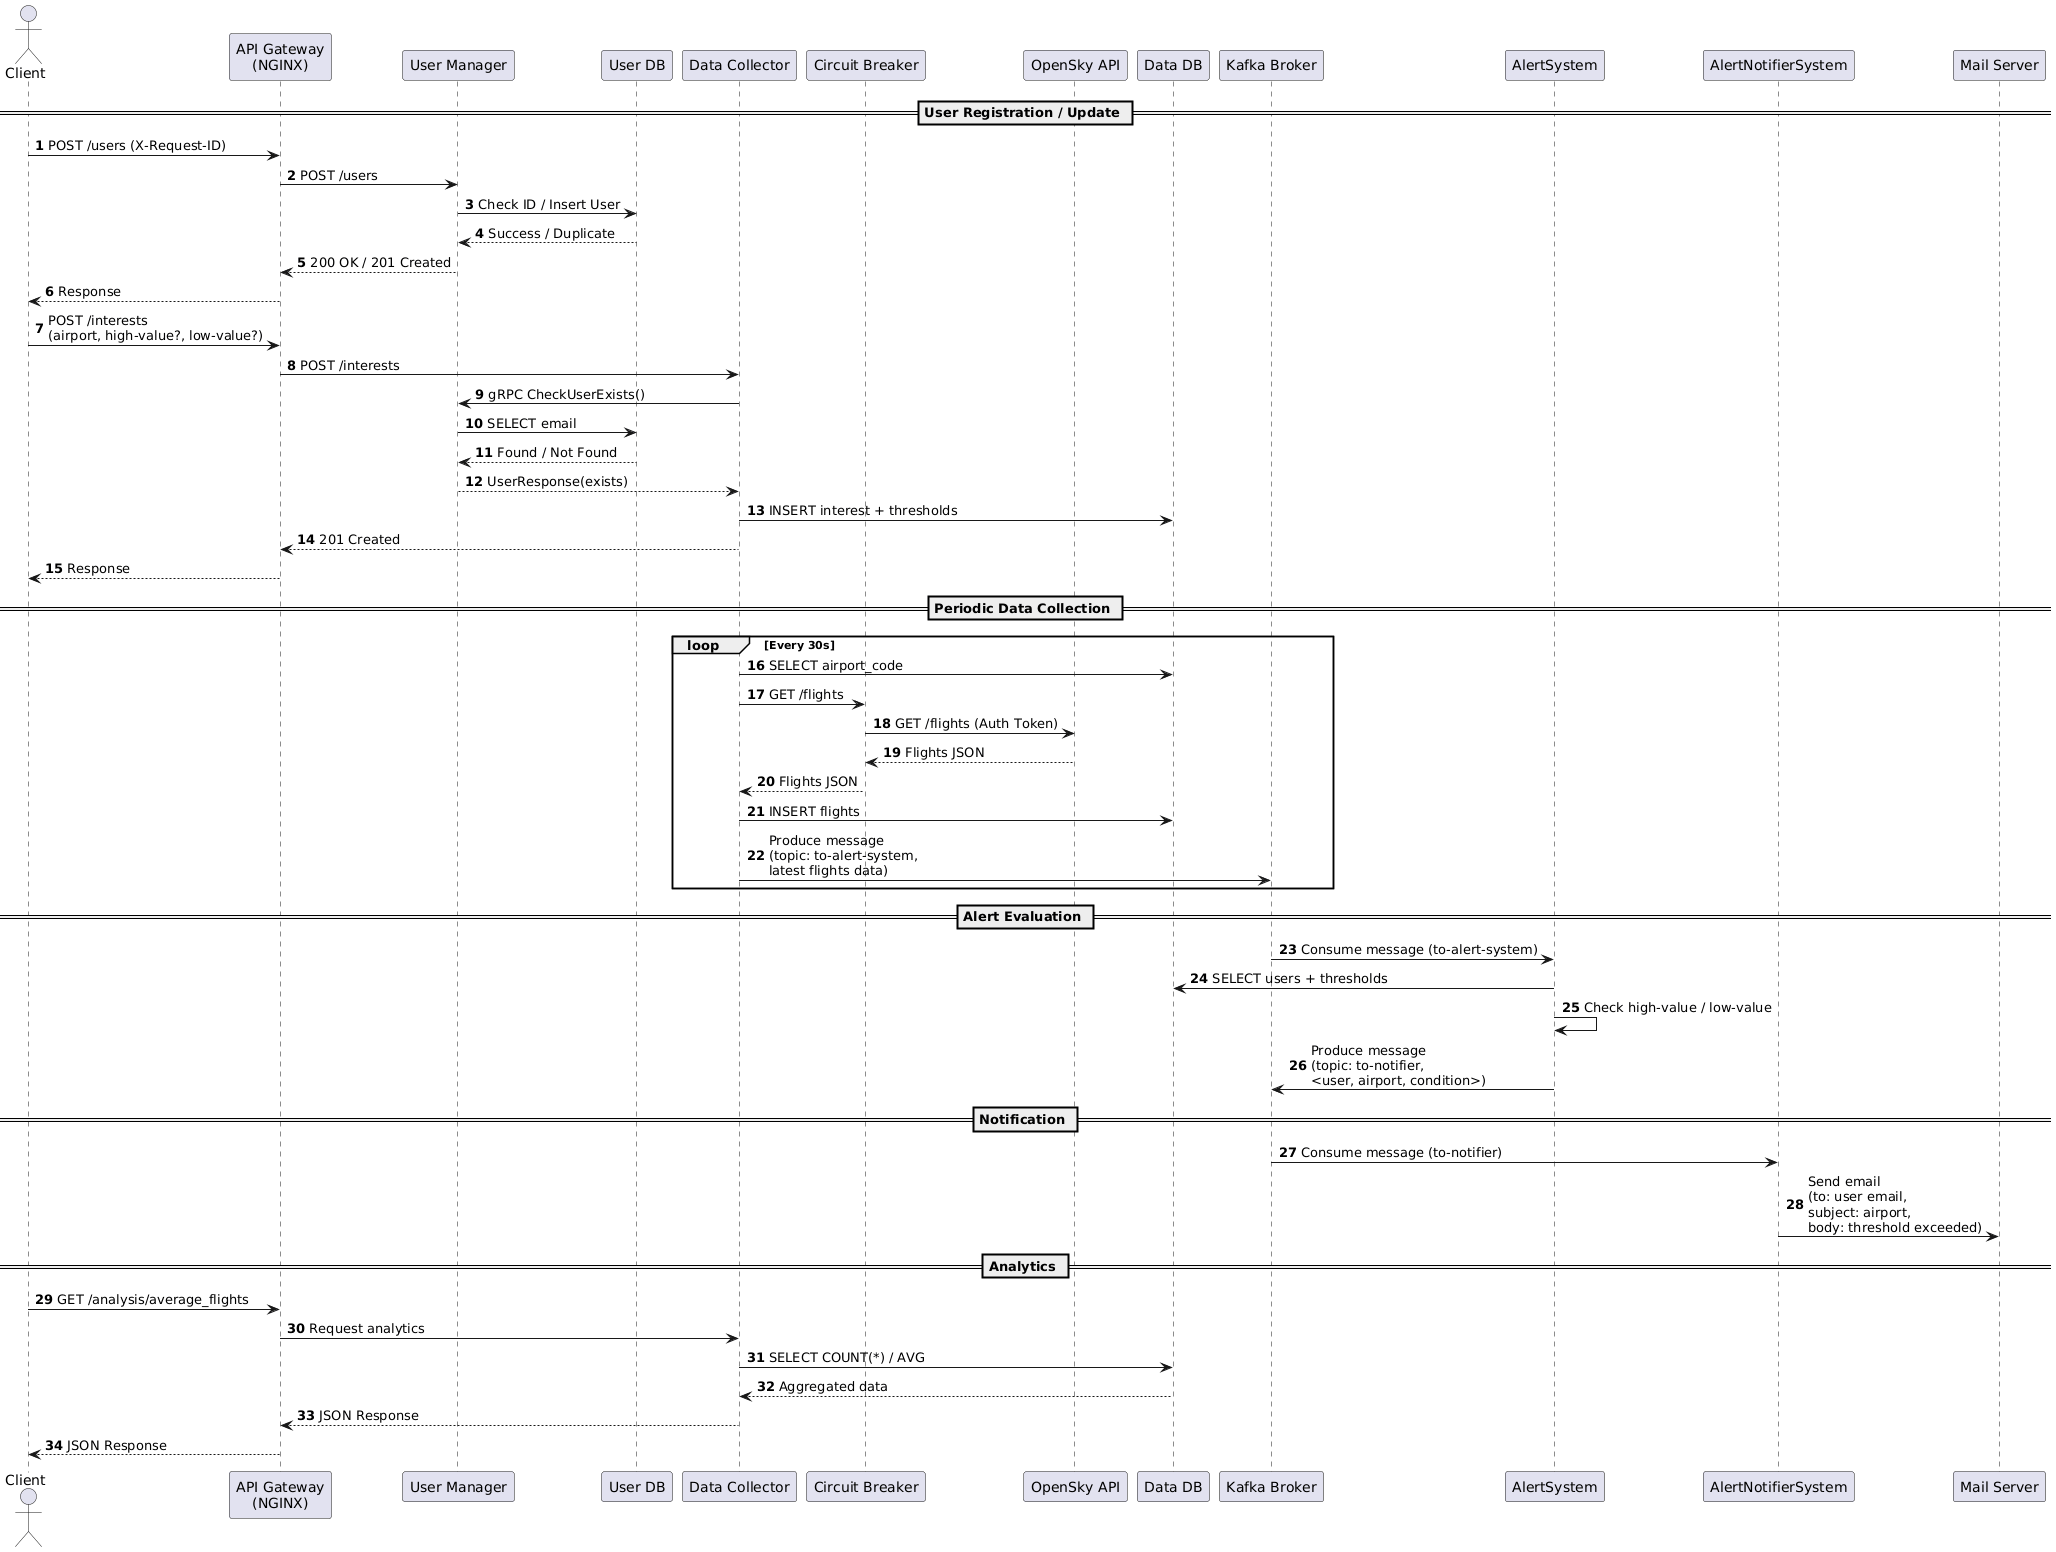 Client
API Gateway
(NGINX)
User Manager
User DB
Data Collector
Circuit Breaker
OpenSky API
Data DB
Kafka Broker
AlertSystem
AlertNotifierSystem
Mail Server
User Registration / Update
1 POST /users (X-Request-ID)
2 POST /users
3 Check ID / Insert User
4 Success / Duplicate
5 200 OK / 201 Created
6 Response
7 POST /interests
(airport, high-value?, low-value?)
8 POST /interests
9 gRPC CheckUserExists()
10 SELECT email
11 Found / Not Found
12 UserResponse(exists)
13 INSERT interest + thresholds
14 201 Created
15 Response
Periodic Data Collection
loop [Every 30s]
16 SELECT airport_code
17 GET /flights
18 GET /flights (Auth Token)
19 Flights JSON
20 Flights JSON
21 INSERT flights
Produce message
22 (topic: to-alert-system,
latest flights data)
Alert Evaluation
23 Consume message (to-alert-system)
24 SELECT users + thresholds
25 Check high-value / low-value
Produce message
26 (topic: to-notifier,
<user, airport, condition>)
Notification
27 Consume message (to-notifier)
Send email
(to: user email,
28 subject: airport,
body: threshold exceeded)
Analytics
29 GET /analysis/average_flights
30 Request analytics
31 SELECT COUNT(*) / AVG
32 Aggregated data
33 JSON Response
34 JSON Response
Client
API Gateway
(NGINX)
User Manager
User DB
Data Collector
Circuit Breaker
OpenSky API
Data DB
Kafka Broker
AlertSystem
AlertNotifierSystem
Mail Server